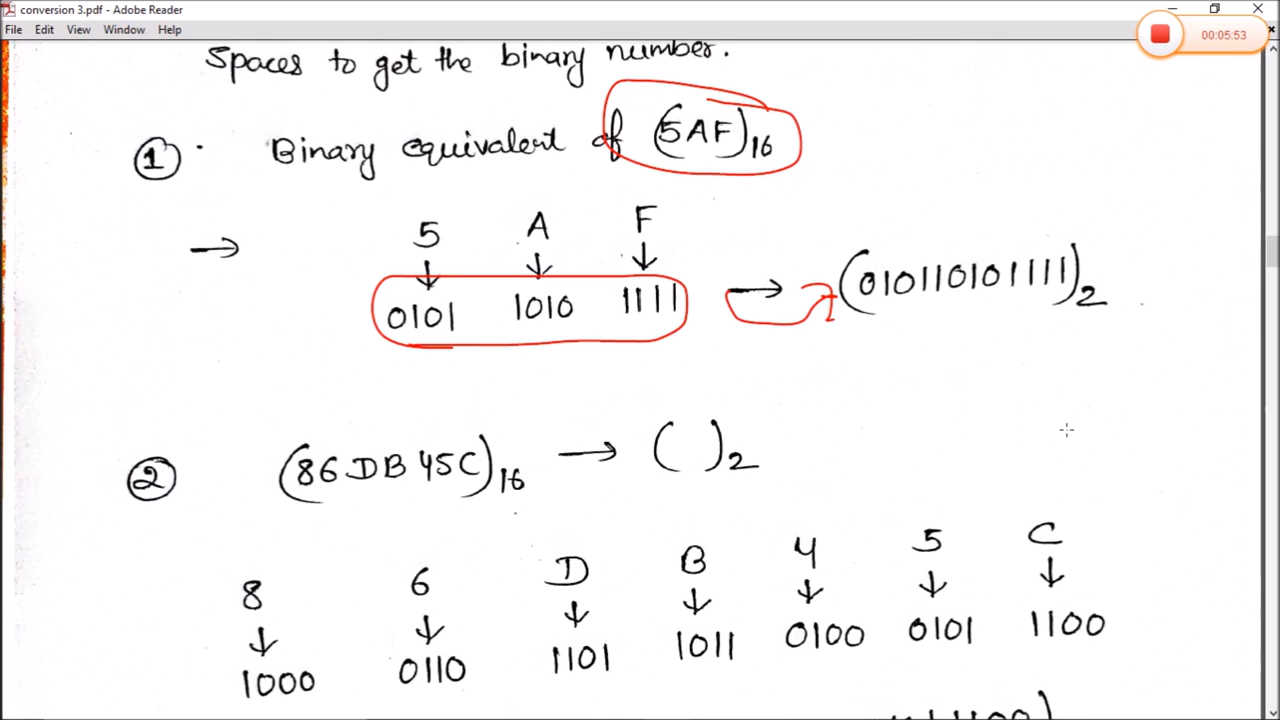 conversion 3.pdf - Adobe Reader
00:05:53
File Edit View Window Help
Spaces to get the binary number.
① Binary equivalent of (5AF)16
→ 5 A F
0101 1010 1111 → (010110101111)2
② (86DB45C)16 → ( )2
8 6 D B 4 5 C
↓ ↓ ↓ ↓ ↓ ↓ ↓
1000 0110 1101 1011 0100 0101 1100